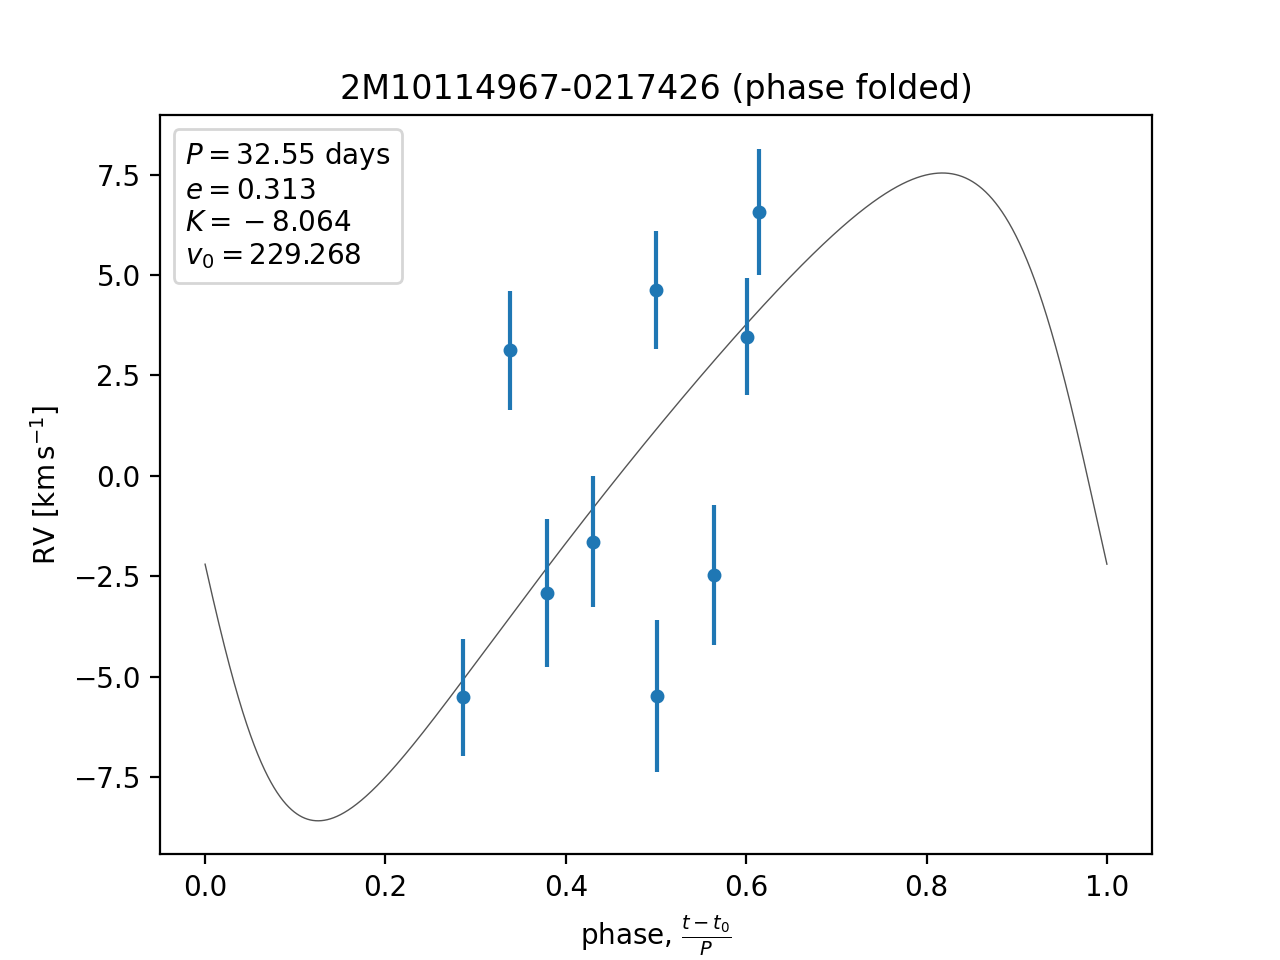 2M10114967-0217426 (phase folded)
P = 32.55 days
e = 0.313
K = −8.064
v₀ = 229.268
7.5
5.0
2.5
0.0
−2.5
−5.0
−7.5
RV [km s⁻¹]
0.0 0.2 0.4 0.6 0.8 1.0
phase, (t − t₀)/P